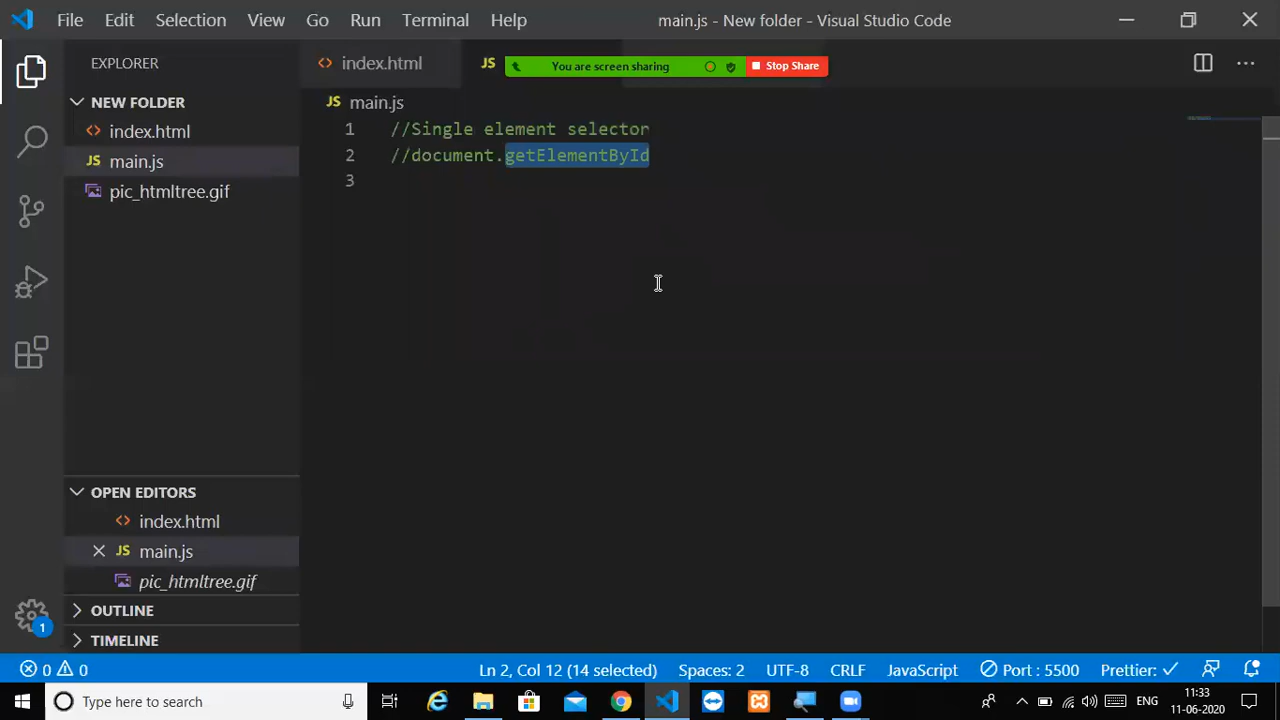 File Edit Selection View Go Run Terminal Help main.js - New folder - Visual Studio Code
EXPLORER
index.html
JS
You are screen sharing
Stop Share
NEW FOLDER
index.html
JS main.js
pic_htmltree.gif
JS main.js
1 //Single element selector
2 //document.getElementById
3
OPEN EDITORS
index.html
JS main.js
pic_htmltree.gif
OUTLINE
TIMELINE
1
0 0 Ln 2, Col 12 (14 selected) Spaces: 2 UTF-8 CRLF JavaScript Port : 5500 Prettier:
Type here to search
ENG
11:33
11-06-2020